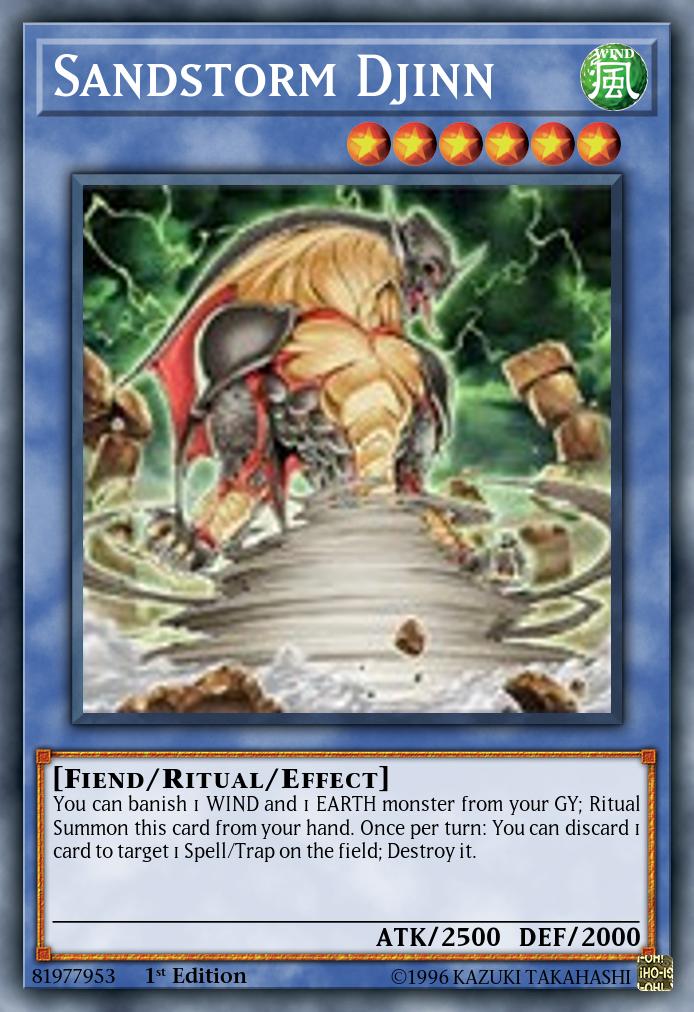 Sandstorm Djinn
WIND
風
[Fiend/Ritual/Effect]
You can banish 1 WIND and 1 EARTH monster from your GY; Ritual
Summon this card from your hand. Once per turn: You can discard 1
card to target 1 Spell/Trap on the field; Destroy it.
ATK/2500 DEF/2000
81977953 1st Edition ©1996 KAZUKI TAKAHASHI